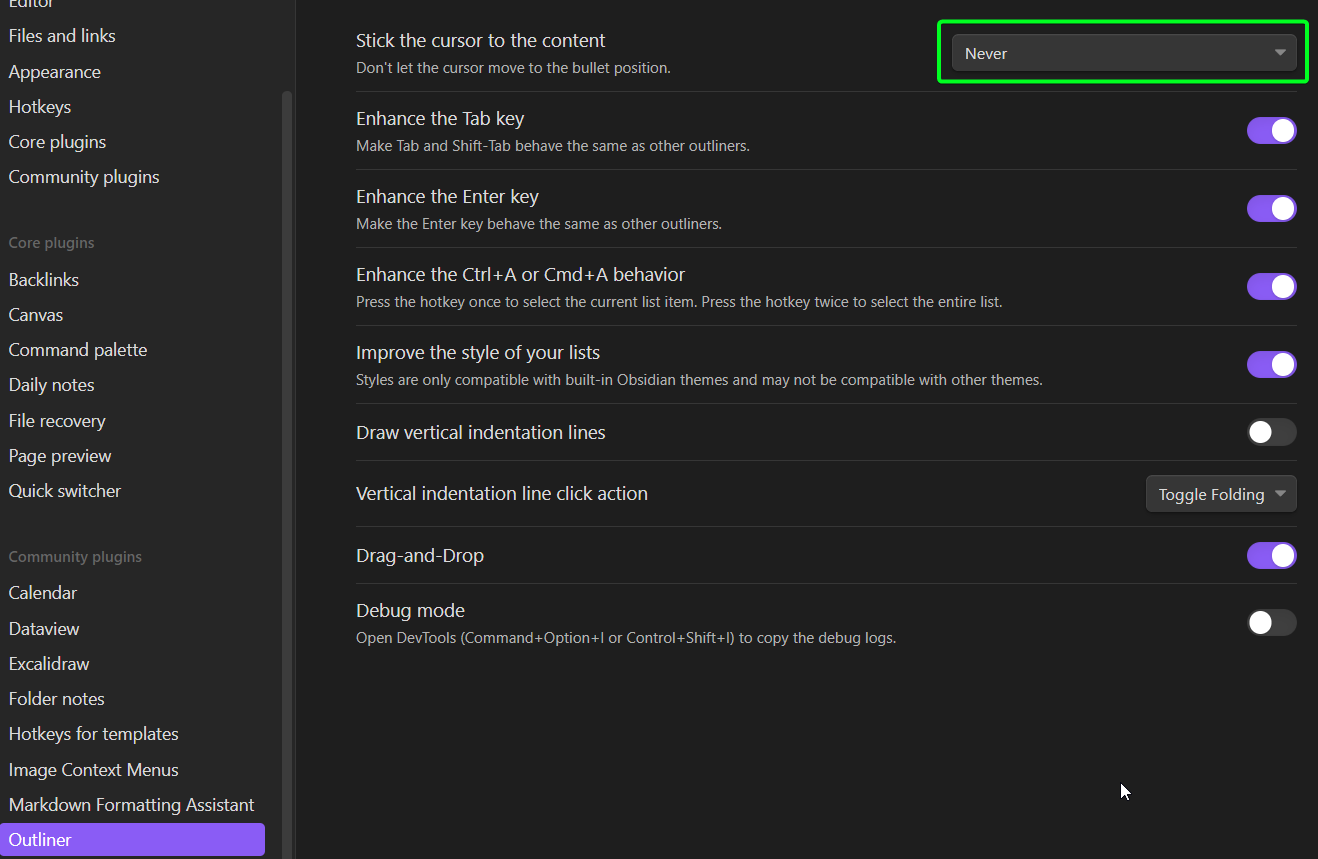 Editor
Files and links
Appearance
Hotkeys
Core plugins
Community plugins
Core plugins
Backlinks
Canvas
Command palette
Daily notes
File recovery
Page preview
Quick switcher
Community plugins
Calendar
Dataview
Excalidraw
Folder notes
Hotkeys for templates
Image Context Menus
Markdown Formatting Assistant
Outliner
Stick the cursor to the content
Don't let the cursor move to the bullet position.
Never
Enhance the Tab key
Make Tab and Shift-Tab behave the same as other outliners.
Enhance the Enter key
Make the Enter key behave the same as other outliners.
Enhance the Ctrl+A or Cmd+A behavior
Press the hotkey once to select the current list item. Press the hotkey twice to select the entire list.
Improve the style of your lists
Styles are only compatible with built-in Obsidian themes and may not be compatible with other themes.
Draw vertical indentation lines
Vertical indentation line click action
Toggle Folding
Drag-and-Drop
Debug mode
Open DevTools (Command+Option+I or Control+Shift+I) to copy the debug logs.